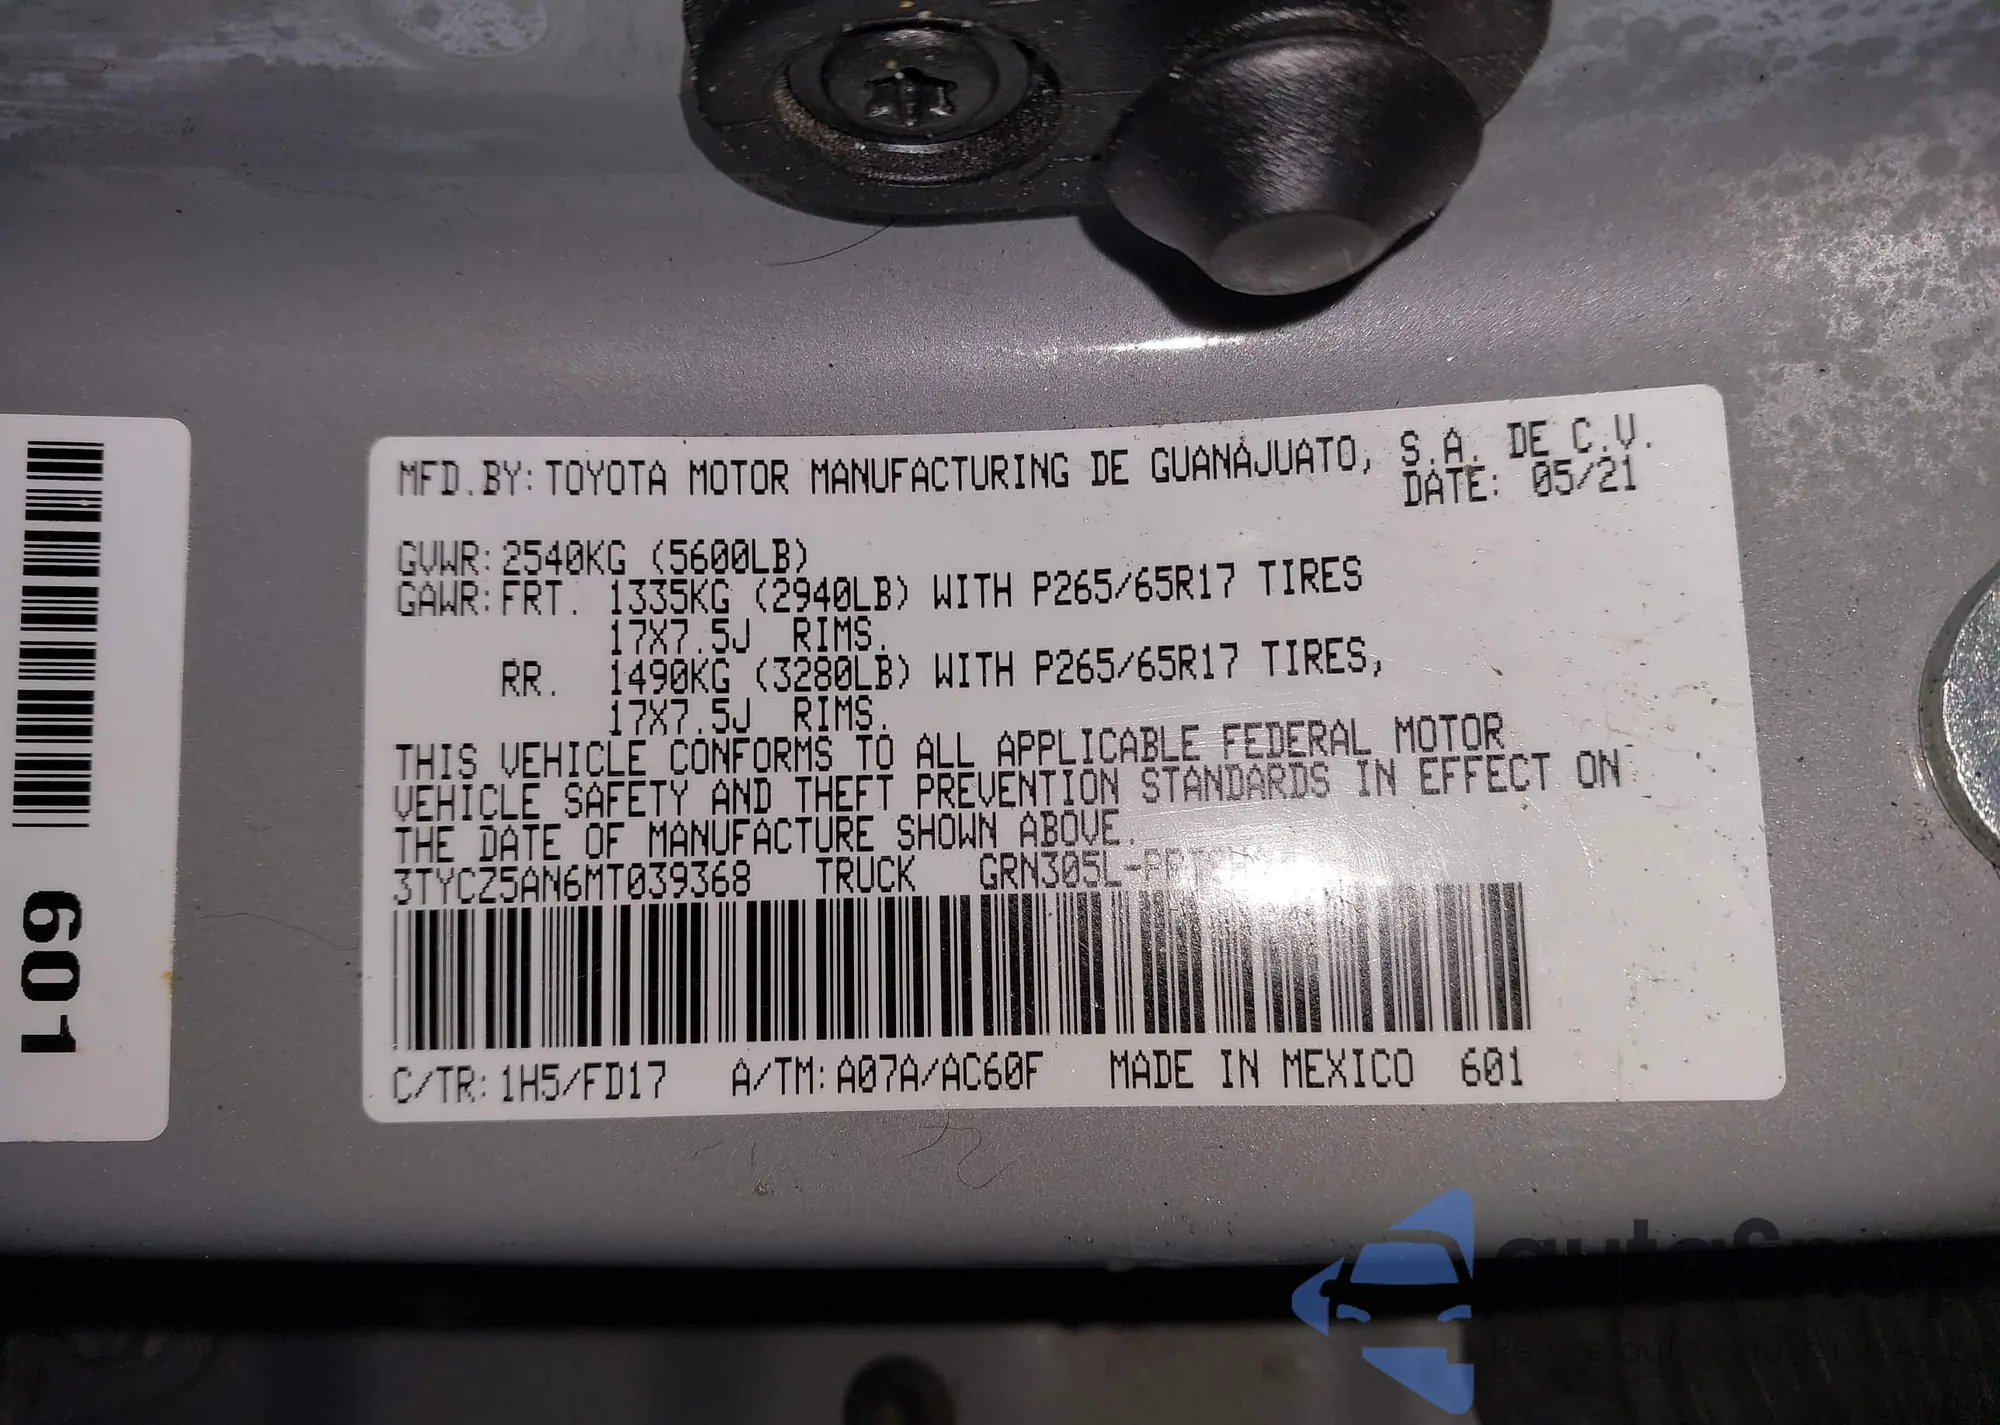 MFD.BY: TOYOTA MOTOR MANUFACTURING DE GUANAJUATO, S.A. DE C.V.
DATE: 05/21
GVWR: 2540KG (5600LB)
GAWR: FRT. 1335KG (2940LB) WITH P265/65R17 TIRES
17X7.5J RIMS.
RR. 1490KG (3280LB) WITH P265/65R17 TIRES,
17X7.5J RIMS.
THIS VEHICLE CONFORMS TO ALL APPLICABLE FEDERAL MOTOR
VEHICLE SAFETY AND THEFT PREVENTION STANDARDS IN EFFECT ON
THE DATE OF MANUFACTURE SHOWN ABOVE.
3TYCZ5AN6MT039368 TRUCK
C/TR: 1H5/FD17 A/TM: A07A/AC60F MADE IN MEXICO 601
601